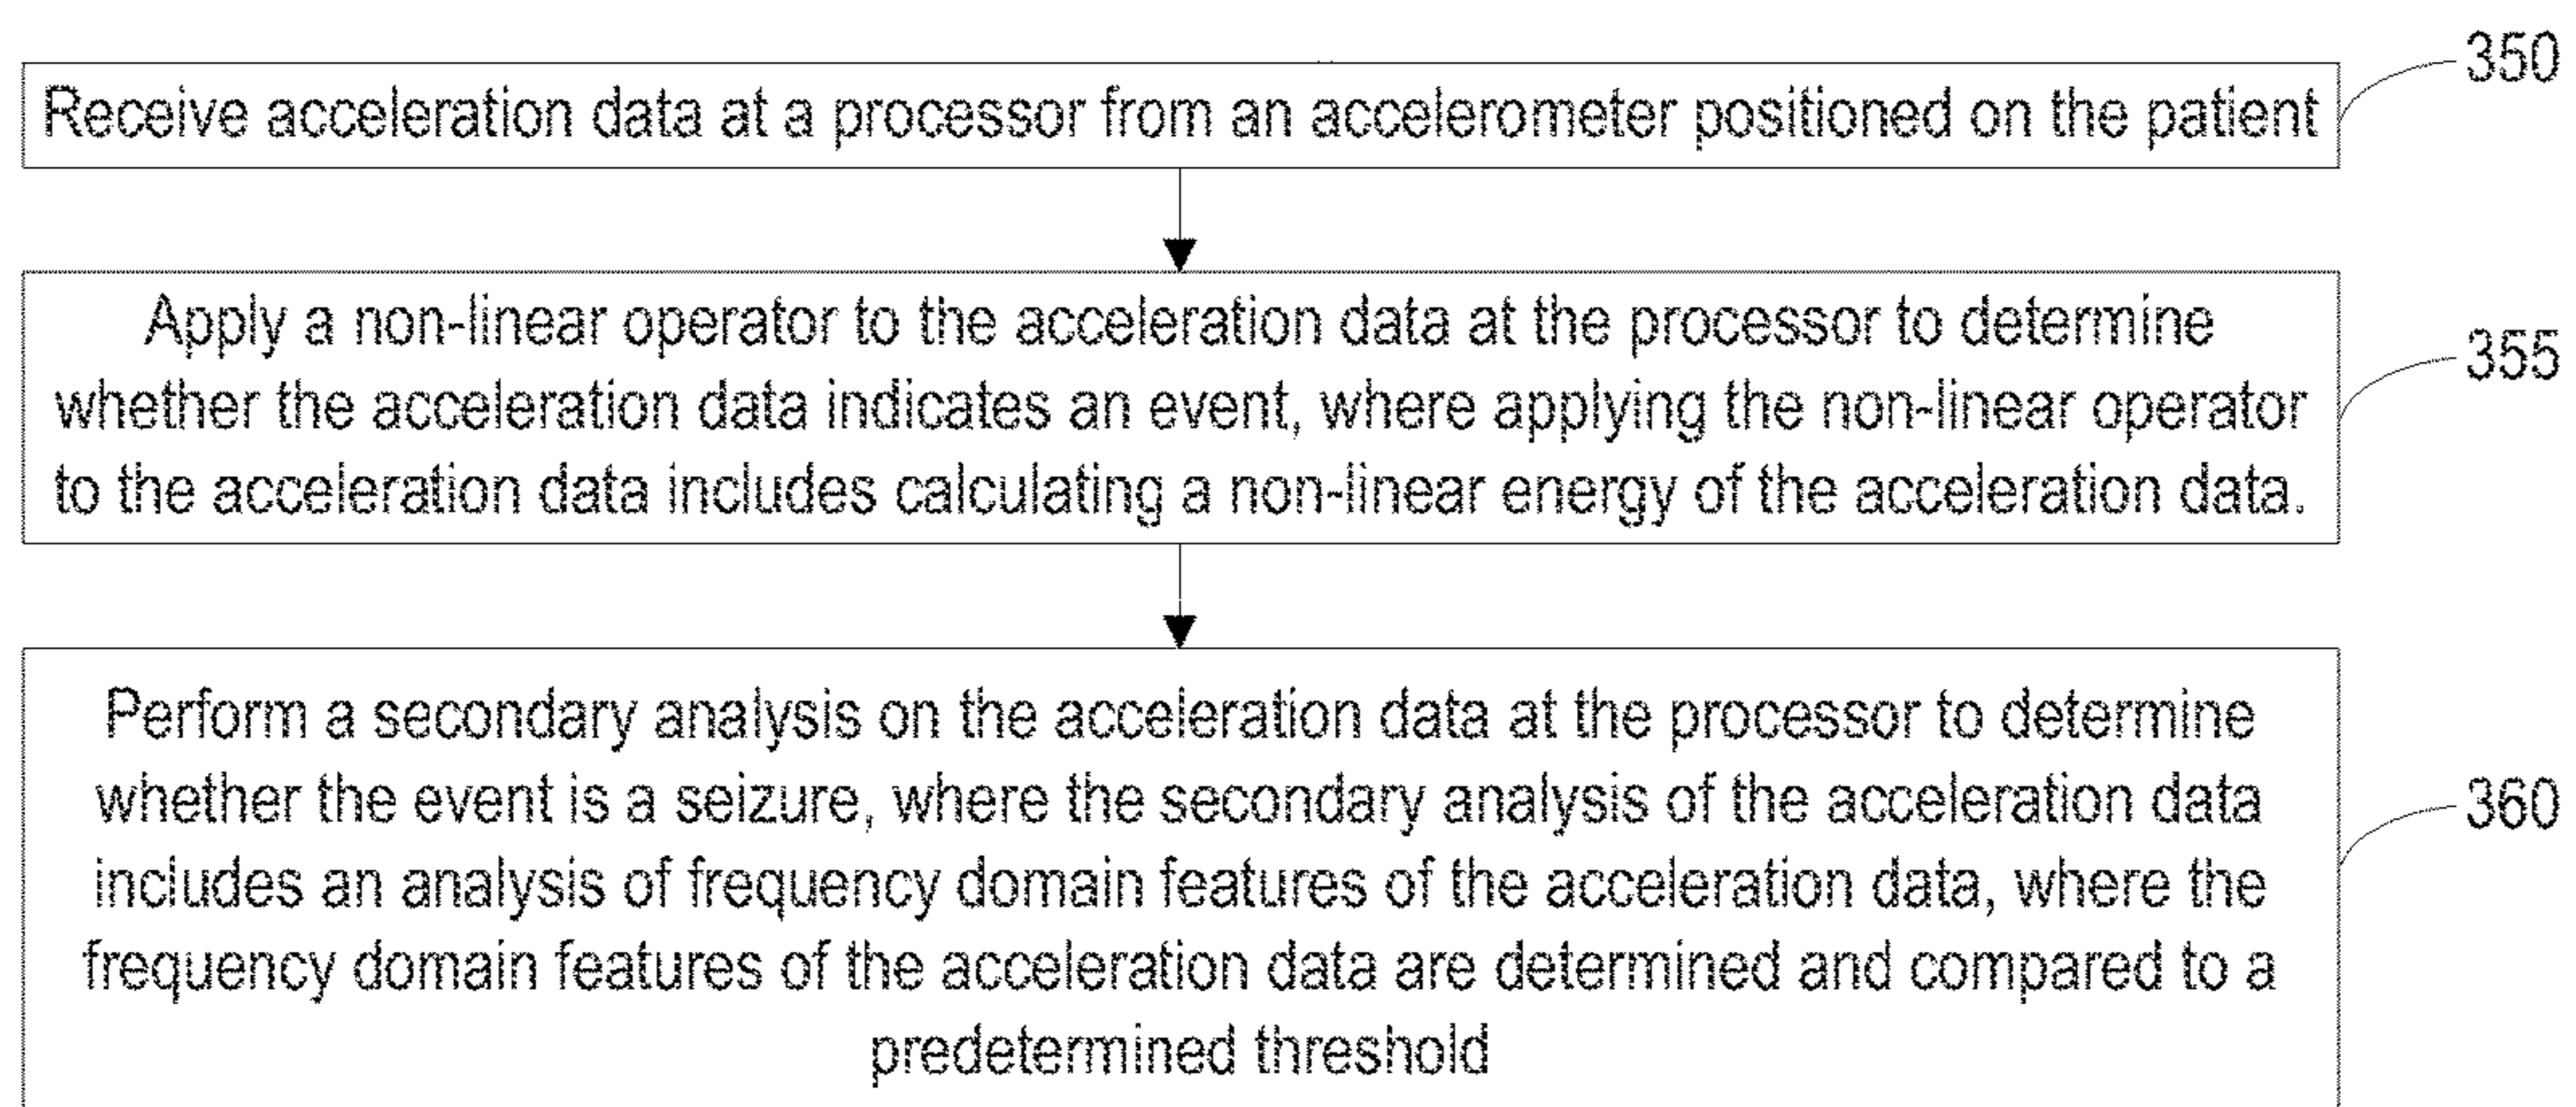 350
Receive acceleration data at a processor from an accelerometer positioned on the patient
Apply a non-linear operator to the acceleration data at the processor to determine
355
whether the acceleration data indicates an event, where applying the non-linear operator
to the acceleration data includes calculating a non-linear energy of the acceleration data.
Perform a secondary analysis on the acceleration data at the processor to determine
whether the event is a seizure, where the secondary analysis of the acceleration data
360
includes an analysis of frequency domain features of the acceleration data, where the
frequency domain features of the acceleration data are determined and compared to a
predetermined threshold